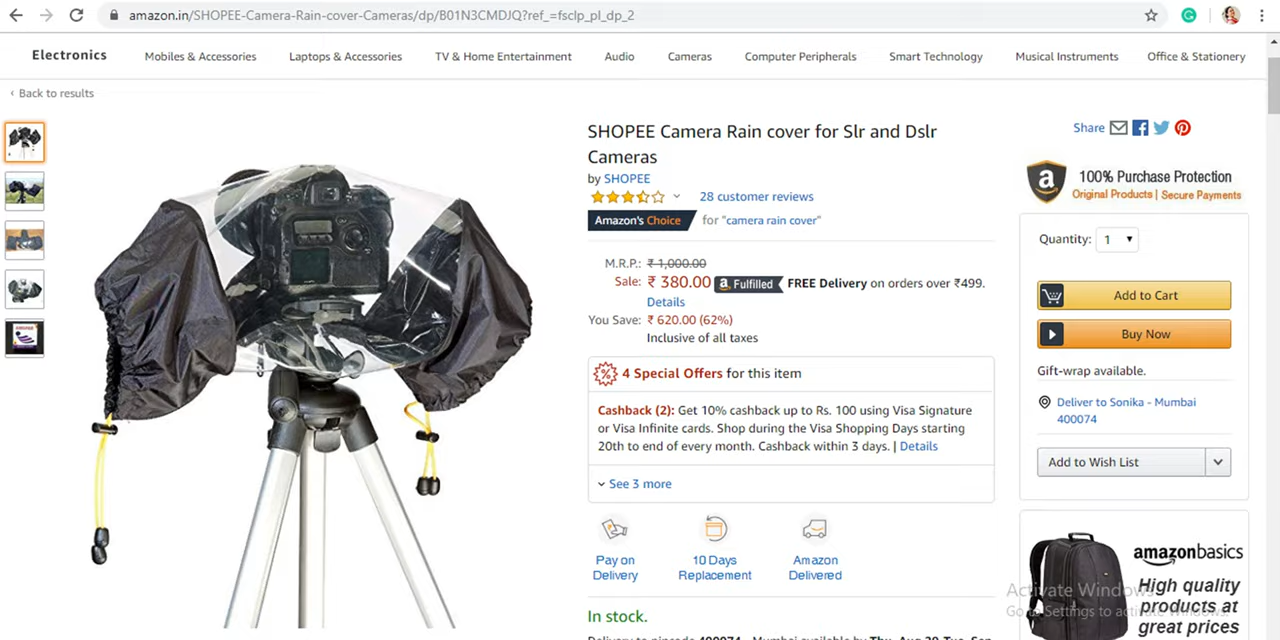 amazon.in/SHOPEE-Camera-Rain-cover-Cameras/dp/B01N3CMDJQ?ref_=fsclp_pl_dp_2
Electronics Mobiles & Accessories Laptops & Accessories TV & Home Entertainment Audio Cameras Computer Peripherals Smart Technology Musical Instruments Office & Stationery
‹ Back to results
SHOPEE Camera Rain cover for Slr and Dslr
Cameras
by SHOPEE
28 customer reviews
Amazon's Choice for "camera rain cover"
M.R.P.: ₹ 1,000.00
Sale: ₹ 380.00 a Fulfilled FREE Delivery on orders over ₹499.
Details
You Save: ₹ 620.00 (62%)
Inclusive of all taxes
4 Special Offers for this item
Cashback (2): Get 10% cashback up to Rs. 100 using Visa Signature
or Visa Infinite cards. Shop during the Visa Shopping Days starting
20th to end of every month. Cashback within 3 days. | Details
See 3 more
Pay on
Delivery
10 Days
Replacement
Amazon
Delivered
In stock.
Share
a 100% Purchase Protection
Original Products | Secure Payments
Quantity: 1
Add to Cart
Buy Now
Gift-wrap available.
Deliver to Sonika - Mumbai
400074
Add to Wish List
amazonbasics
High quality
products at
great prices
Activate Windows
Go to Settings to activate Windows.